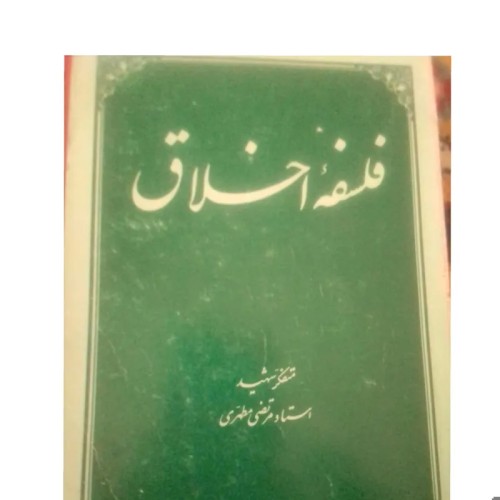 فلسفهٔ اخلاق
متفکر شهید
استاد مرتضی مطهری